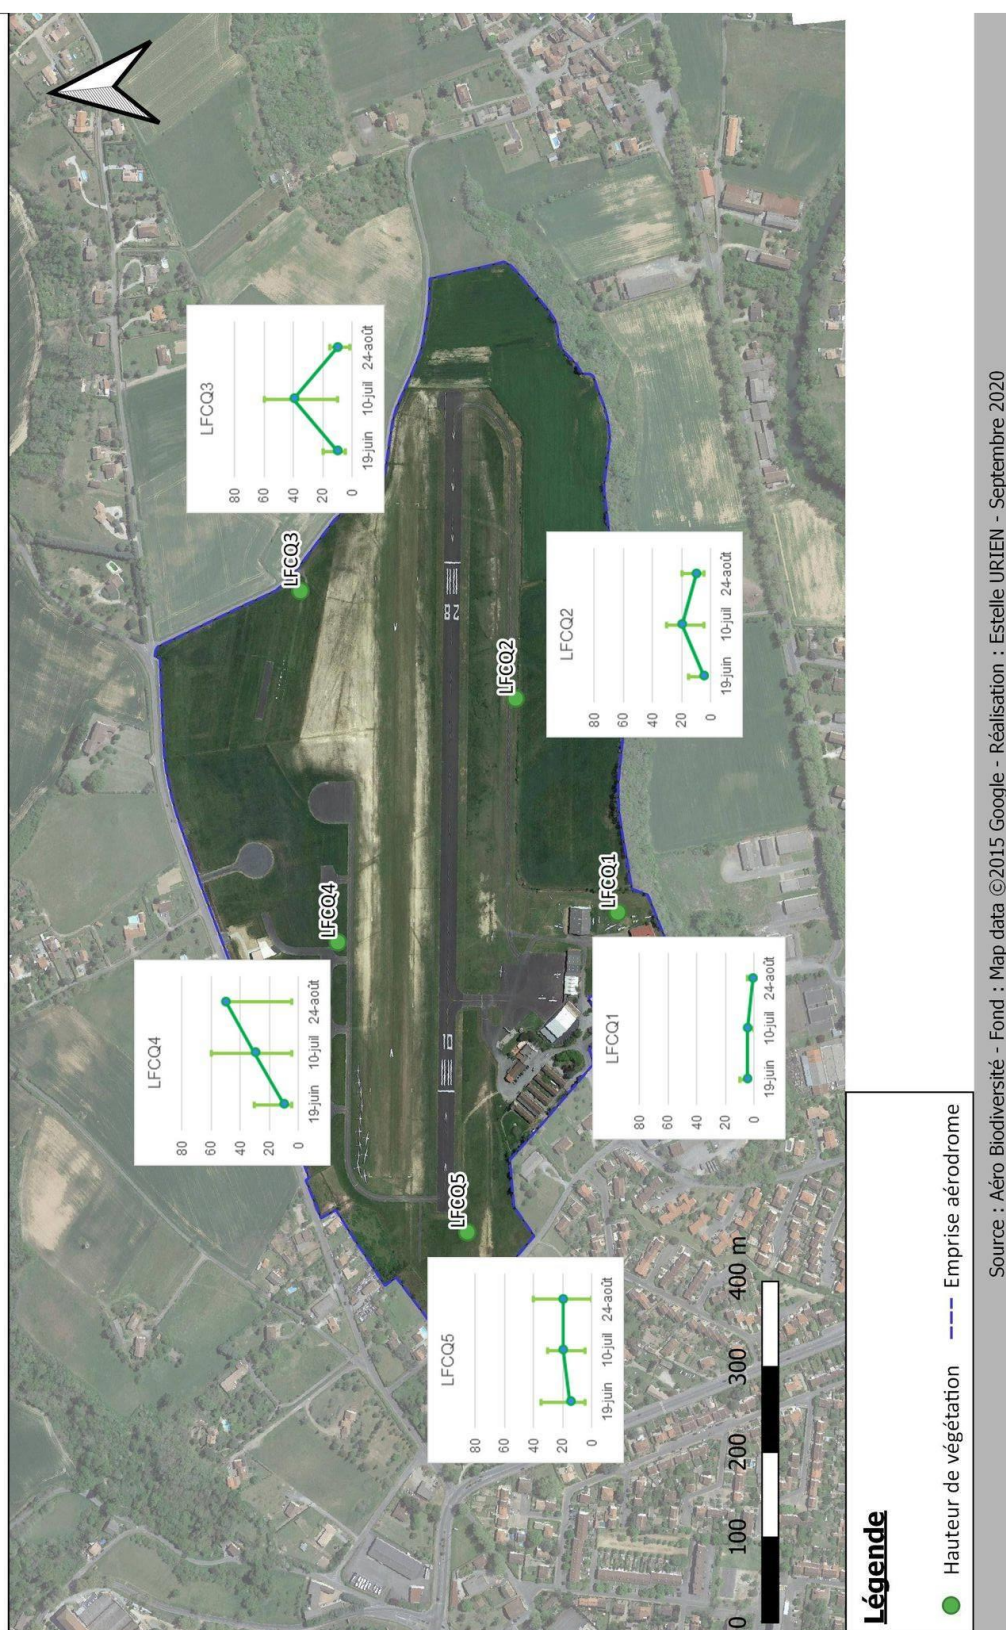 LFCQ4
80
60
40
20
0
19-juin 10-juil 24-août
LFCQ3
80
60
40
20
0
19-juin 10-juil 24-août
LFCQ3
LFCQ4
LFCQ5
LFCQ2
LFCQ5
80
60
40
20
0
19-juin 10-juil 24-août
LFCQ2
80
60
40
20
0
19-juin 10-juil 24-août
LFCQ1
LFCQ1
80
60
40
20
0
19-juin 10-juil 24-août
0 100 200 300 400 m
Légende
Hauteur de végétation
Emprise aérodrome
Source : Aéro Biodiversité - Fond : Map data ©2015 Google - Réalisation : Estelle URIEN - Septembre 2020